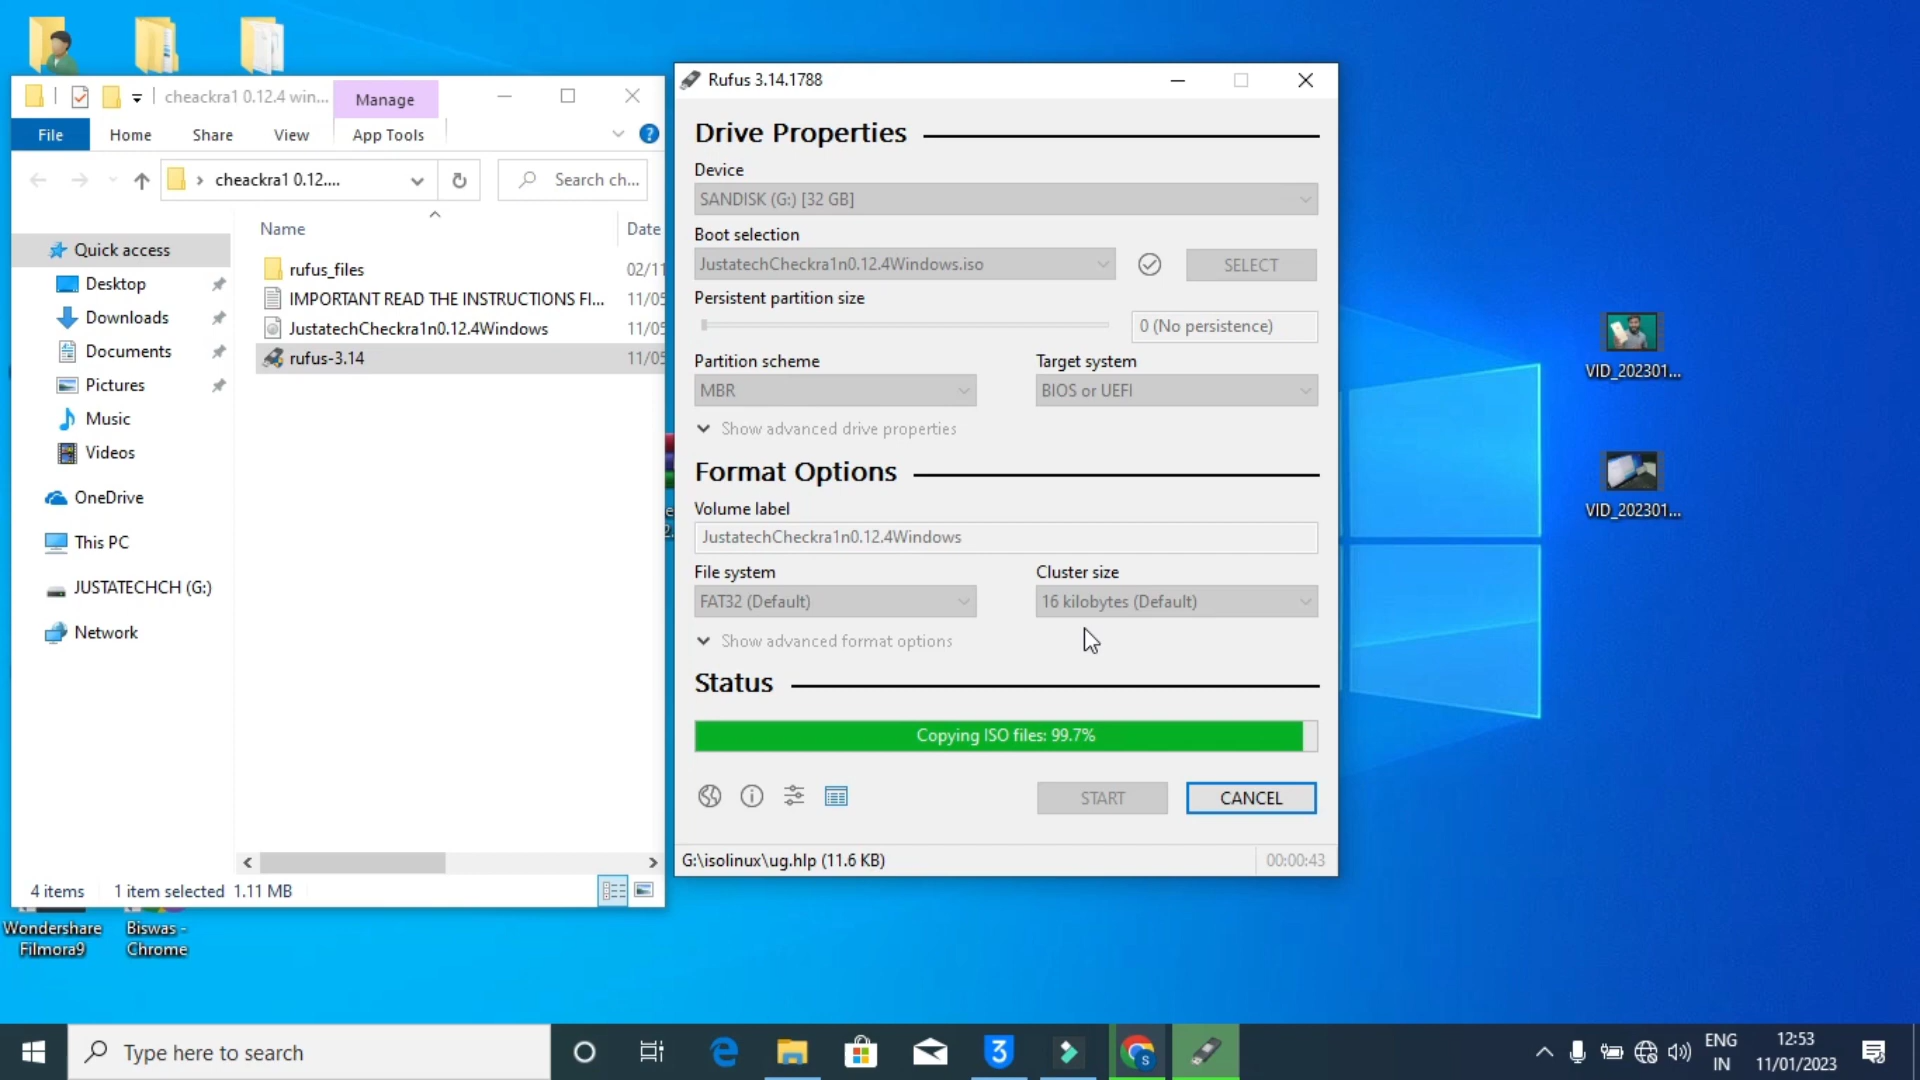 cheackra1 0.12.4 win...
Manage
File
Home
Share
View
App Tools
cheackra1 0.12....
Search ch...
Name
Date
Quick access
Desktop
Downloads
Documents
Pictures
Music
Videos
OneDrive
This PC
JUSTATECHCH (G:)
Network
rufus_files
02/11
IMPORTANT READ THE INSTRUCTIONS FI...
11/05
JustatechCheckra1n0.12.4Windows
11/05
rufus-3.14
11/05
4 items
1 item selected 1.11 MB
Wondershare
Filmora9
Biswas -
Chrome
Rufus 3.14.1788
Drive Properties
Device
SANDISK (G:) [32 GB]
Boot selection
JustatechCheckra1n0.12.4Windows.iso
SELECT
Persistent partition size
0 (No persistence)
Partition scheme
Target system
MBR
BIOS or UEFI
Show advanced drive properties
Format Options
Volume label
JustatechCheckra1n0.12.4Windows
File system
Cluster size
FAT32 (Default)
16 kilobytes (Default)
Show advanced format options
Status
Copying ISO files: 99.7%
START
CANCEL
G:\isolinux\ug.hlp (11.6 KB)
00:00:43
VID_202301...
VID_202301...
Type here to search
ENG
IN
12:53
11/01/2023